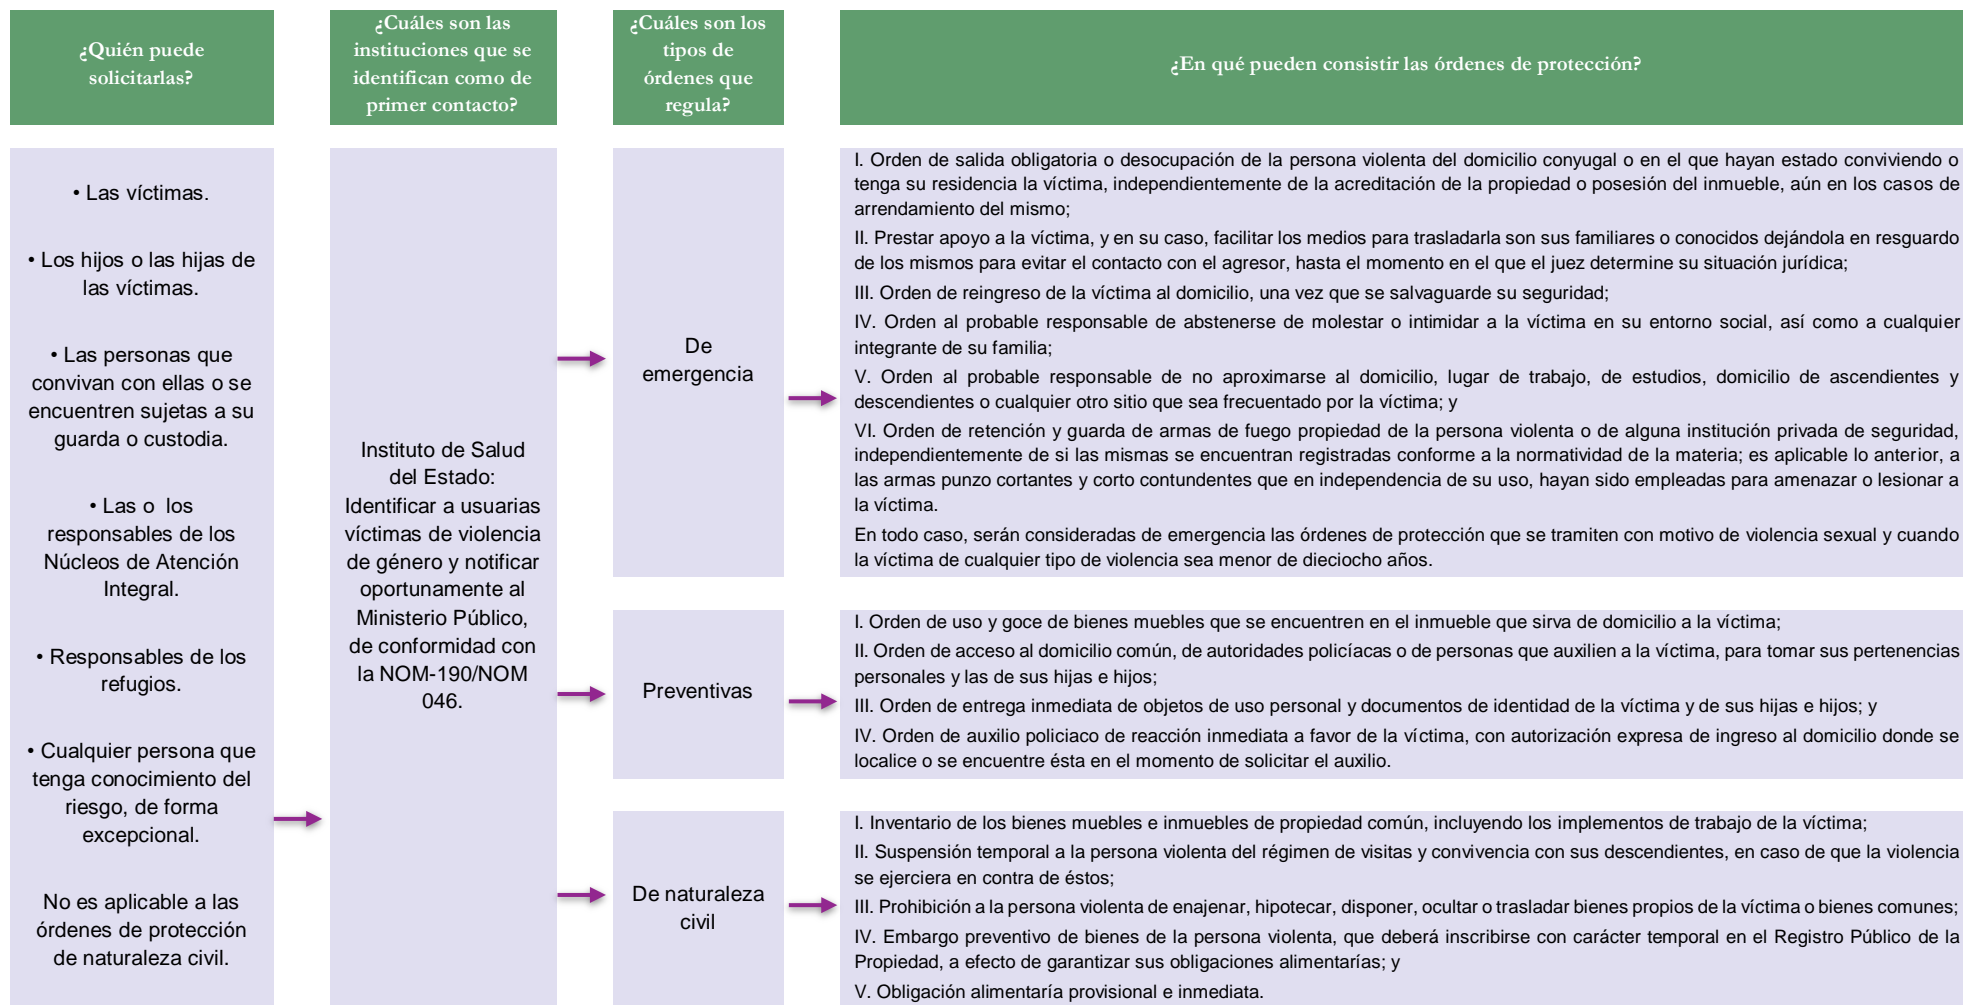 ¿Quién puede
solicitarlas?
¿Cuáles son las
instituciones que se
identifican como de
primer contacto?
¿Cuáles son los
tipos de
órdenes que
regula?
¿En qué pueden consistir las órdenes de protección?
• Las víctimas.
• Los hijos o las hijas de
las víctimas.
• Las personas que
convivan con ellas o se
encuentren sujetas a su
guarda o custodia.
• Las o  los
responsables de los
Núcleos de Atención
Integral.
• Responsables de los
refugios.
• Cualquier persona que
tenga conocimiento del
riesgo, de forma
excepcional.
No es aplicable a las
órdenes de protección
de naturaleza civil.
Instituto de Salud
del Estado:
Identificar a usuarias
víctimas de violencia
de género y notificar
oportunamente al
Ministerio Público,
de conformidad con
la NOM-190/NOM
046.
De
emergencia
I. Orden de salida obligatoria o desocupación de la persona violenta del domicilio conyugal o en el que hayan estado conviviendo o
tenga su residencia la víctima, independientemente de la acreditación de la propiedad o posesión del inmueble, aún en los casos de
arrendamiento del mismo;
II. Prestar apoyo a la víctima, y en su caso, facilitar los medios para trasladarla son sus familiares o conocidos dejándola en resguardo
de los mismos para evitar el contacto con el agresor, hasta el momento en el que el juez determine su situación jurídica;
III. Orden de reingreso de la víctima al domicilio, una vez que se salvaguarde su seguridad;
IV. Orden al probable responsable de abstenerse de molestar o intimidar a la víctima en su entorno social, así como a cualquier
integrante de su familia;
V. Orden al probable responsable de no aproximarse al domicilio, lugar de trabajo, de estudios, domicilio de ascendientes y
descendientes o cualquier otro sitio que sea frecuentado por la víctima; y
VI. Orden de retención y guarda de armas de fuego propiedad de la persona violenta o de alguna institución privada de seguridad,
independientemente de si las mismas se encuentran registradas conforme a la normatividad de la materia; es aplicable lo anterior, a
las armas punzo cortantes y corto contundentes que en independencia de su uso, hayan sido empleadas para amenazar o lesionar a
la víctima.
En todo caso, serán consideradas de emergencia las órdenes de protección que se tramiten con motivo de violencia sexual y cuando
la víctima de cualquier tipo de violencia sea menor de dieciocho años.
Preventivas
I. Orden de uso y goce de bienes muebles que se encuentren en el inmueble que sirva de domicilio a la víctima;
II. Orden de acceso al domicilio común, de autoridades policíacas o de personas que auxilien a la víctima, para tomar sus pertenencias
personales y las de sus hijas e hijos;
III. Orden de entrega inmediata de objetos de uso personal y documentos de identidad de la víctima y de sus hijas e hijos; y
IV. Orden de auxilio policiaco de reacción inmediata a favor de la víctima, con autorización expresa de ingreso al domicilio donde se
localice o se encuentre ésta en el momento de solicitar el auxilio.
De naturaleza
civil
I. Inventario de los bienes muebles e inmuebles de propiedad común, incluyendo los implementos de trabajo de la víctima;
II. Suspensión temporal a la persona violenta del régimen de visitas y convivencia con sus descendientes, en caso de que la violencia
se ejerciera en contra de éstos;
III. Prohibición a la persona violenta de enajenar, hipotecar, disponer, ocultar o trasladar bienes propios de la víctima o bienes comunes;
IV. Embargo preventivo de bienes de la persona violenta, que deberá inscribirse con carácter temporal en el Registro Público de la
Propiedad, a efecto de garantizar sus obligaciones alimentarías; y
V. Obligación alimentaría provisional e inmediata.